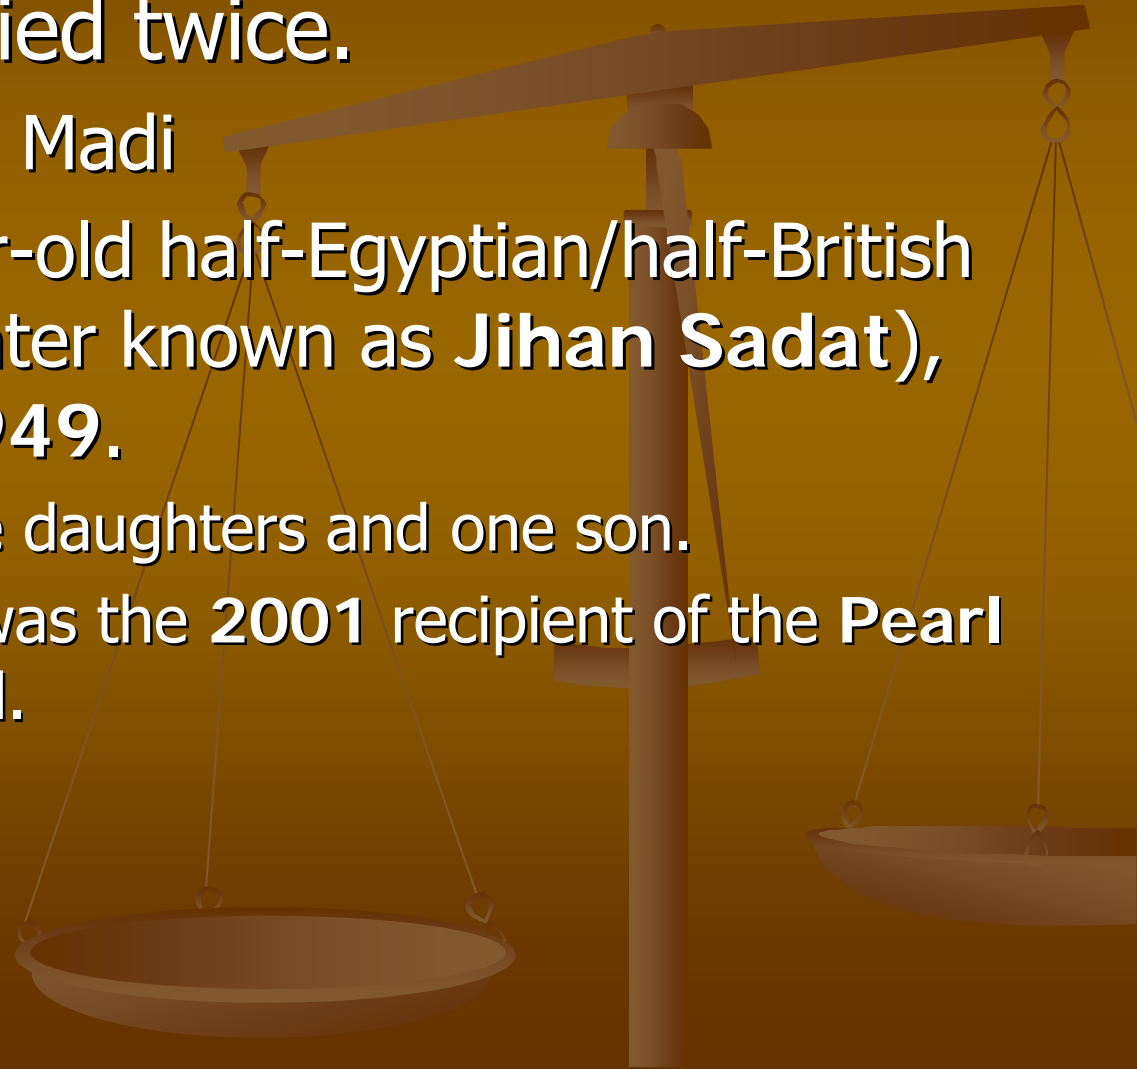 ied twice.
Madi
r-old half-Egyptian/half-British
ater known as Jihan Sadat),
949.
e daughters and one son.
was the 2001 recipient of the Pearl
l.